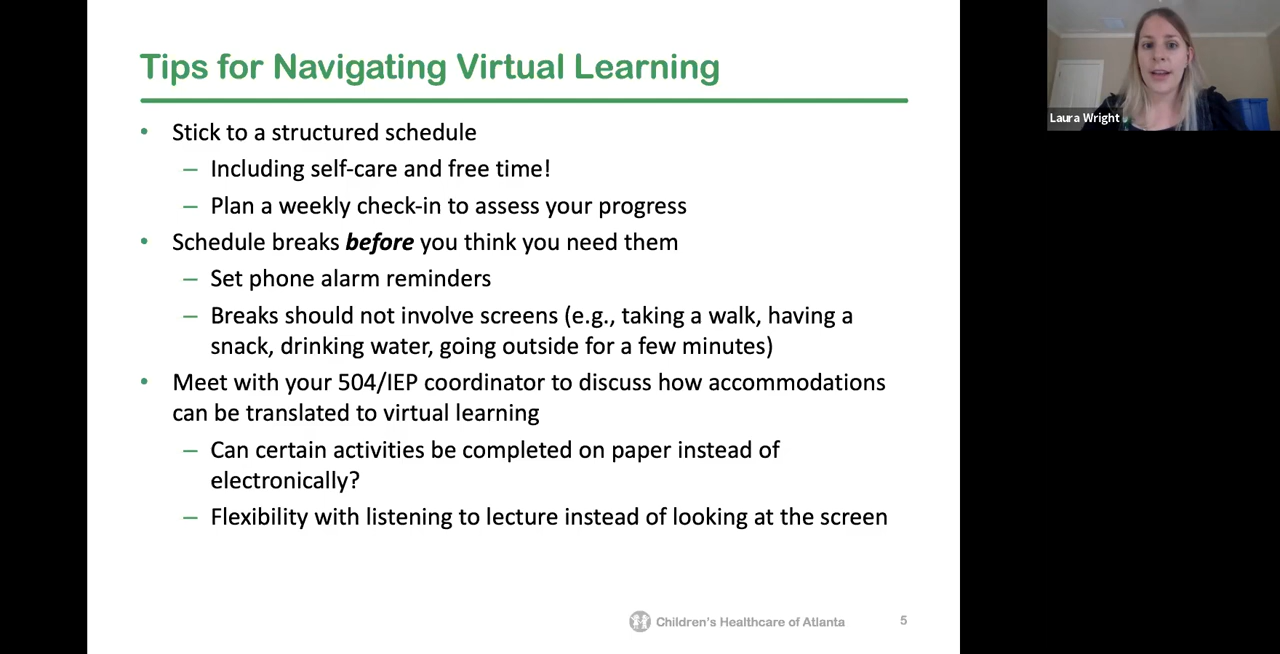 Tips for Navigating Virtual Learning
• Stick to a structured schedule
– Including self-care and free time!
– Plan a weekly check-in to assess your progress
• Schedule breaks before you think you need them
– Set phone alarm reminders
– Breaks should not involve screens (e.g., taking a walk, having a
snack, drinking water, going outside for a few minutes)
• Meet with your 504/IEP coordinator to discuss how accommodations
can be translated to virtual learning
– Can certain activities be completed on paper instead of
electronically?
– Flexibility with listening to lecture instead of looking at the screen
Children's Healthcare of Atlanta
5
Laura Wright